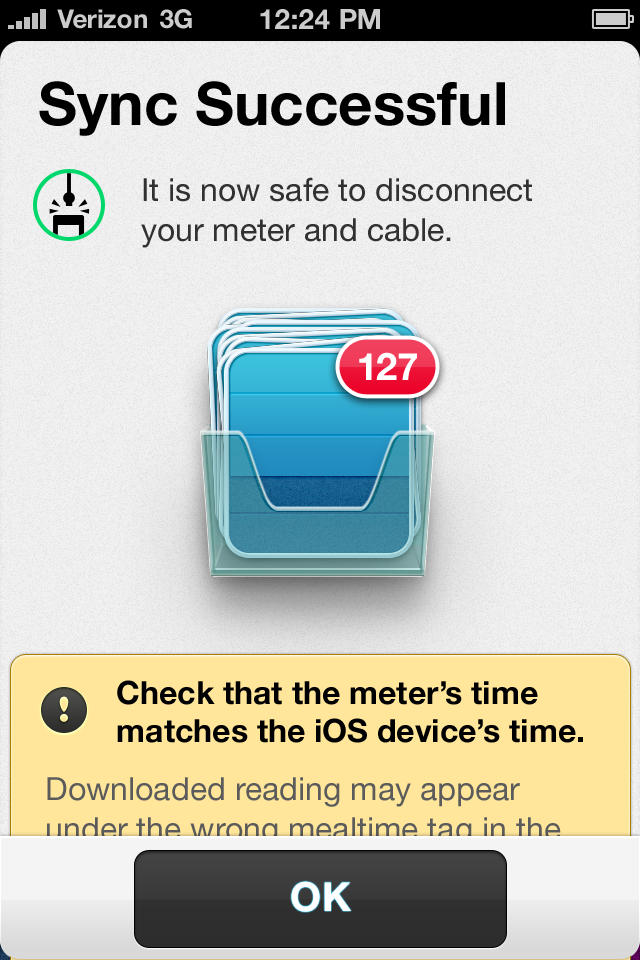 Verizon 3G 12:24 PM
Sync Successful
It is now safe to disconnect
your meter and cable.
127
Check that the meter’s time
matches the iOS device’s time.
Downloaded reading may appear
under the wrong mealtime tag in the
OK